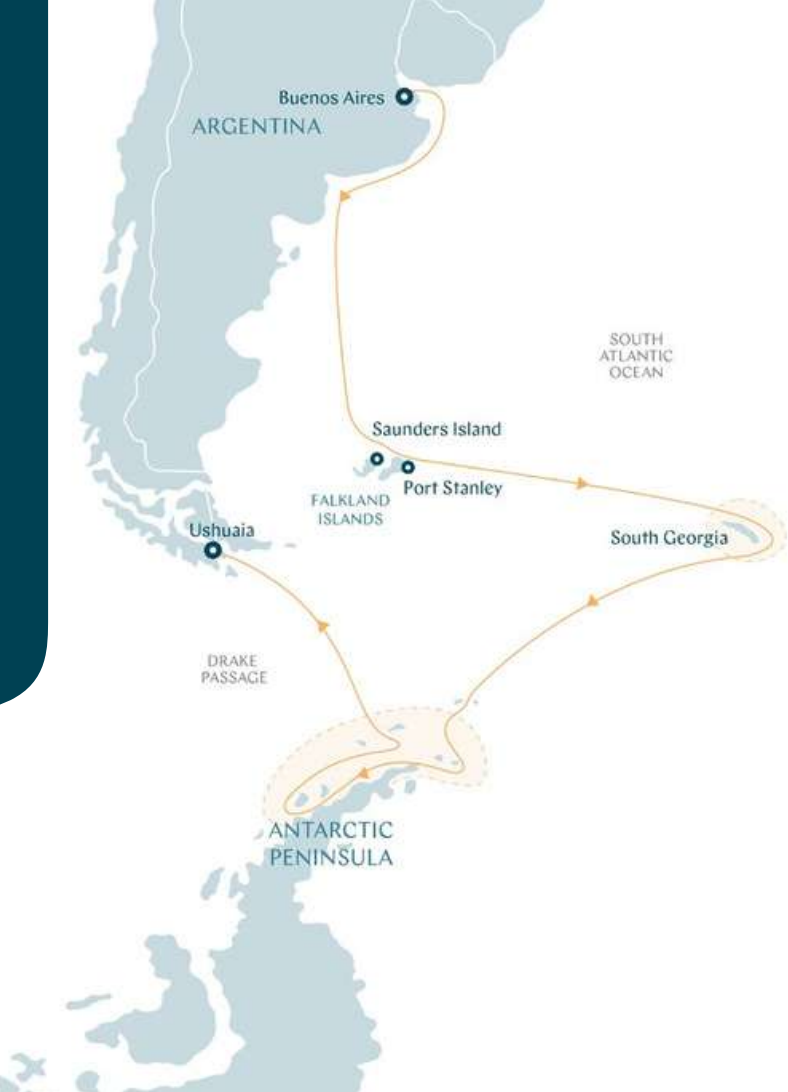 Buenos Aires
ARGENTINA
SOUTH
ATLANTIC
OCEAN
Saunders Island
Port Stanley
FALKLAND
ISLANDS
Ushuaia
South Georgia
DRAKE
PASSAGE
ANTARCTIC
PENINSULA